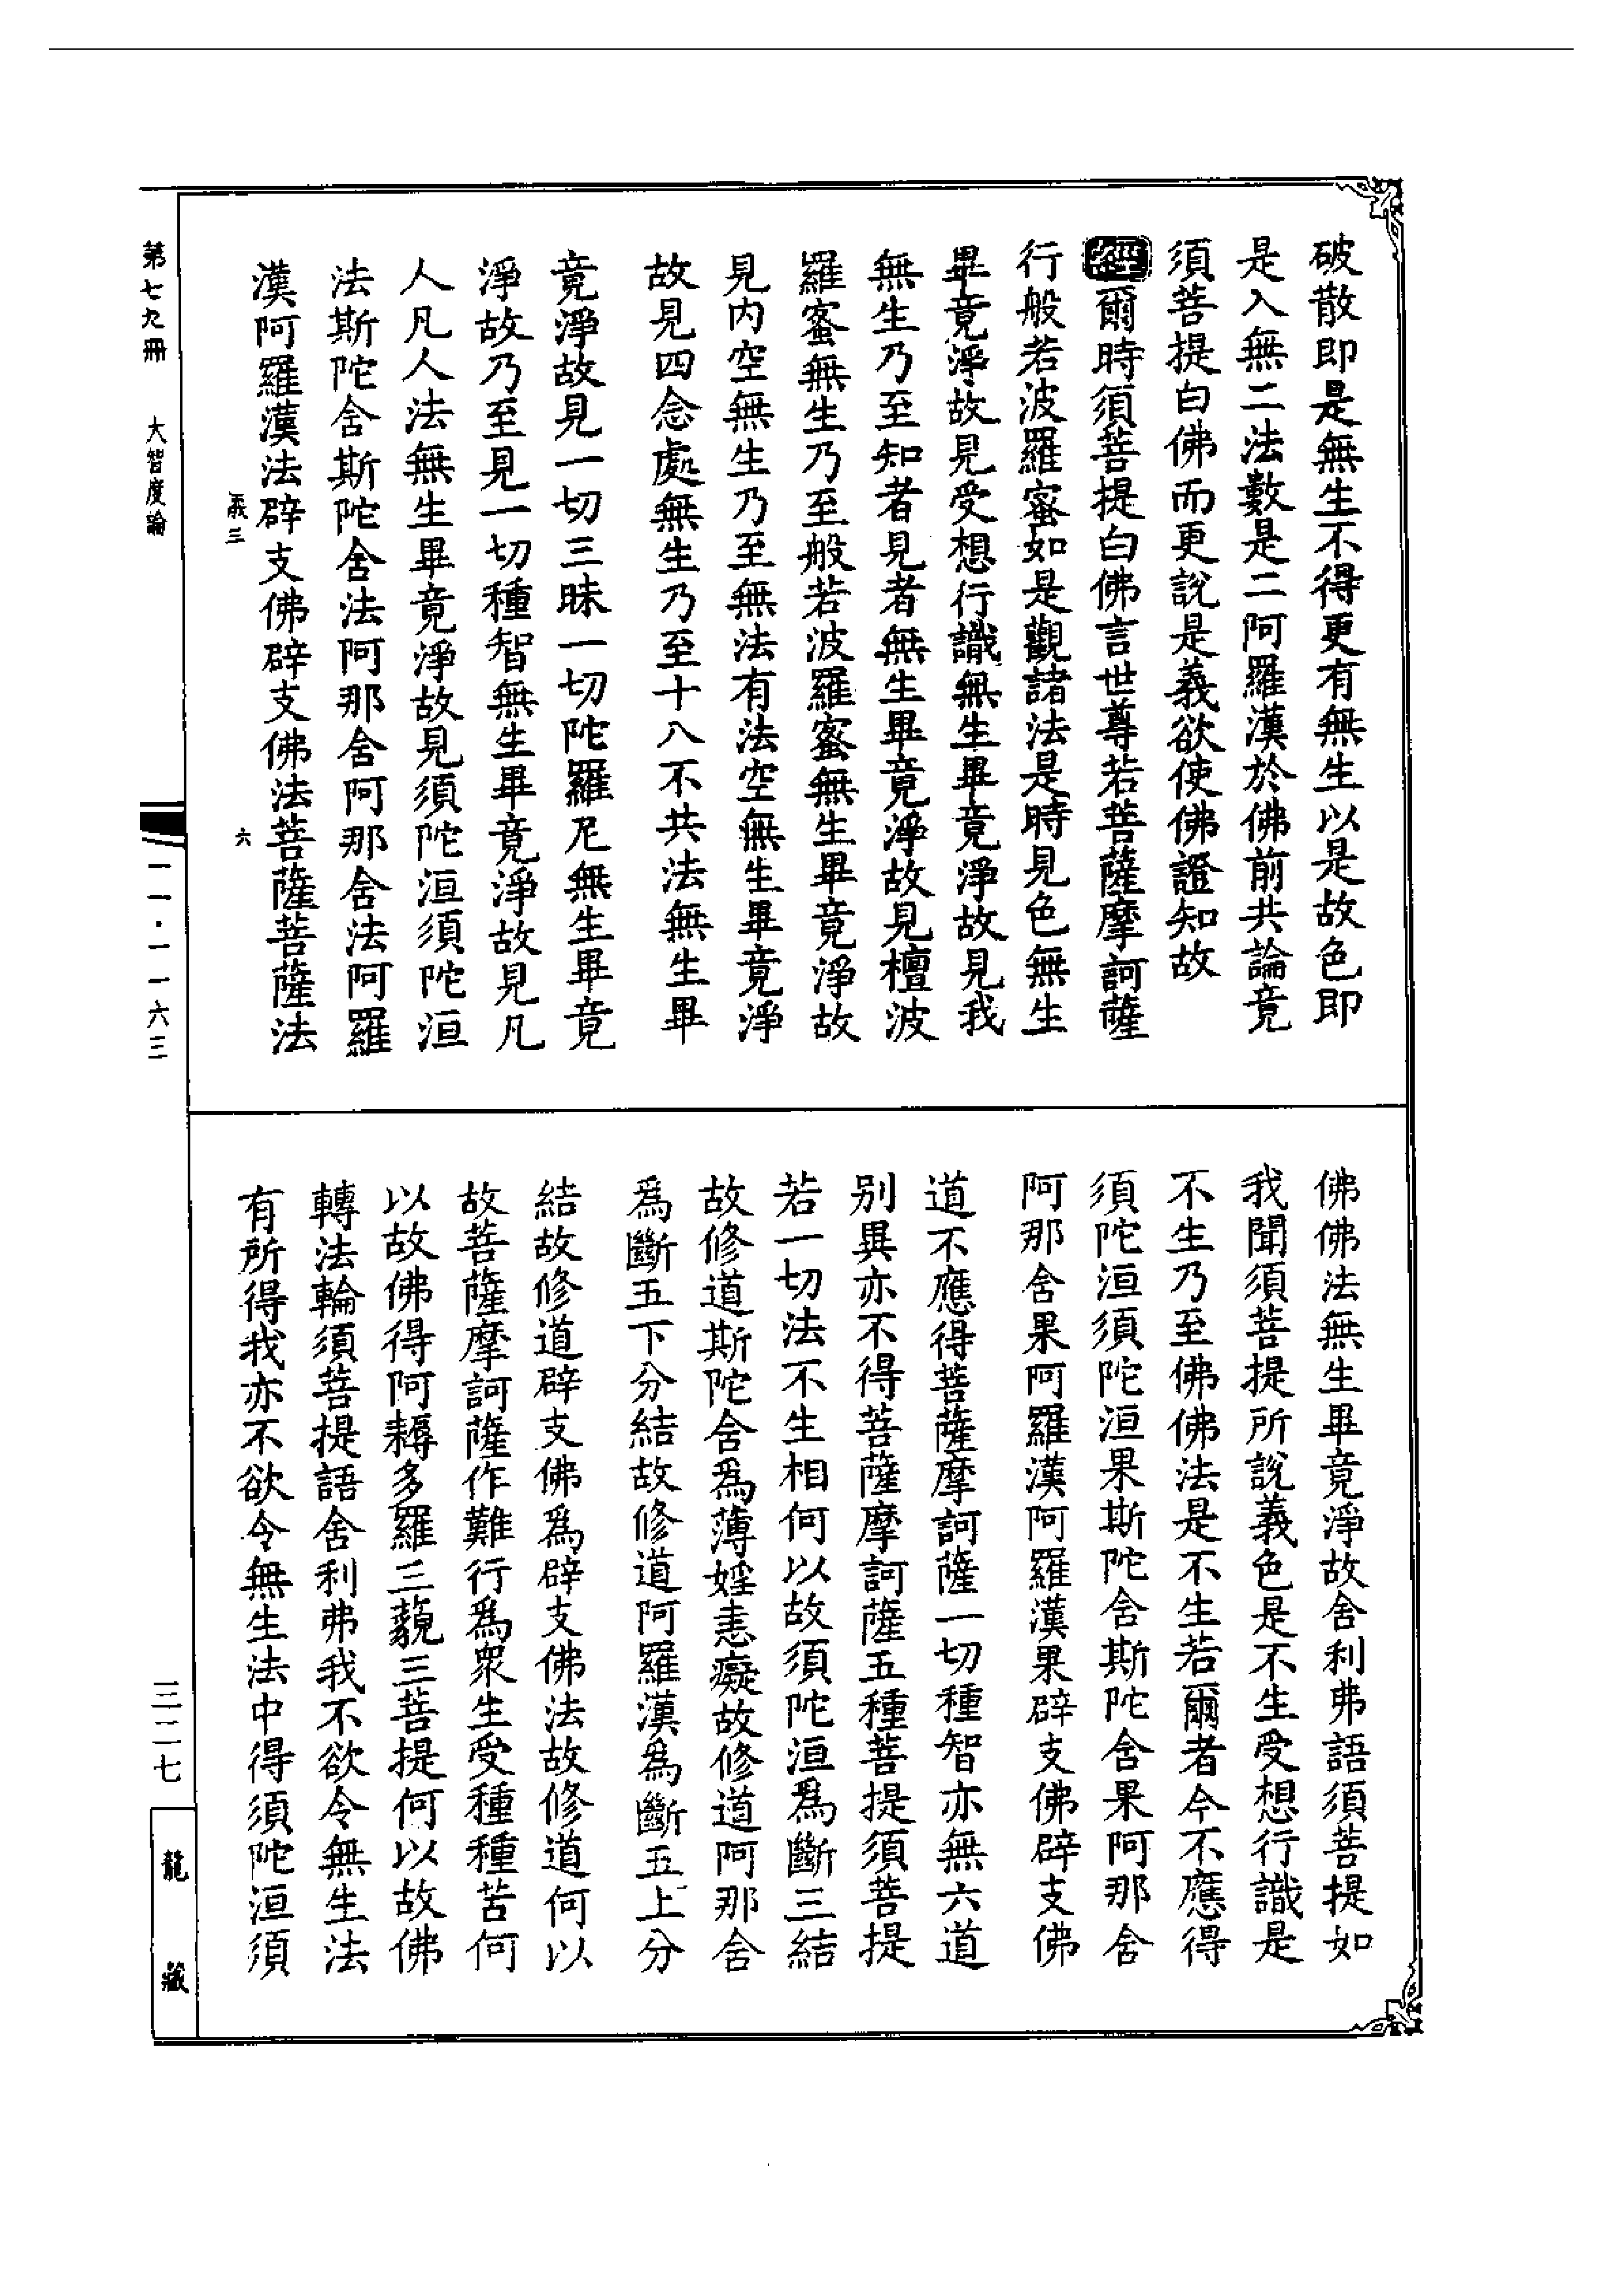 破散即是無生不得更有無生以是故色即
是入無二法數是二阿羅漢於佛前共論竟
須菩提白佛而更說是義欲使佛證知故
經爾時須菩提白佛言世尊若菩薩摩訶薩
行般若波羅蜜如是觀諸法是時見色無生
畢竟淨故見受想行識無生畢竟淨故見我
無生乃至知者見者無生畢竟淨故見檀波
羅蜜無生乃至般若波羅蜜無生畢竟淨故
見內空無生乃至無法有法空無生畢竟淨
故見四念處無生乃至十八不共法無生畢
竟淨故見一切三昧一切陀羅尼無生畢竟
淨故乃至見一切種智無生畢竟淨故見凡
人凡人法無生畢竟淨故見須陀洹須陀洹
法斯陀舍斯陀舍法阿那舍阿那舍法阿羅
漢阿羅漢法辟支佛辟支佛法菩薩菩薩法
義三
六
佛佛法無生畢竟淨故舍利弗語須菩提如
我聞須菩提所說義色是不生受想行識是
不生乃至佛佛法是不生若爾者今不應得
須陀洹須陀洹果斯陀舍斯陀舍果阿那舍
阿那舍果阿羅漢阿羅漢果辟支佛辟支佛
道不應得菩薩摩訶薩一切種智亦無六道
別異亦不得菩薩摩訶薩五種菩提須菩提
若一切法不生相何以故須陀洹為斷三結
故修道斯陀舍為薄婬恚癡故修道阿那舍
為斷五下分結故修道阿羅漢為斷五上分
結故修道辟支佛為辟支佛法故修道何以
故菩薩摩訶薩作難行為眾生受種種苦何
以故佛得阿耨多羅三藐三菩提何以故佛
轉法輪須菩提語舍利弗我不欲令無生法
有所得我亦不欲令無生法中得須陀洹須
第七九冊 大智度論
一一·一一六三
三二七
龍藏